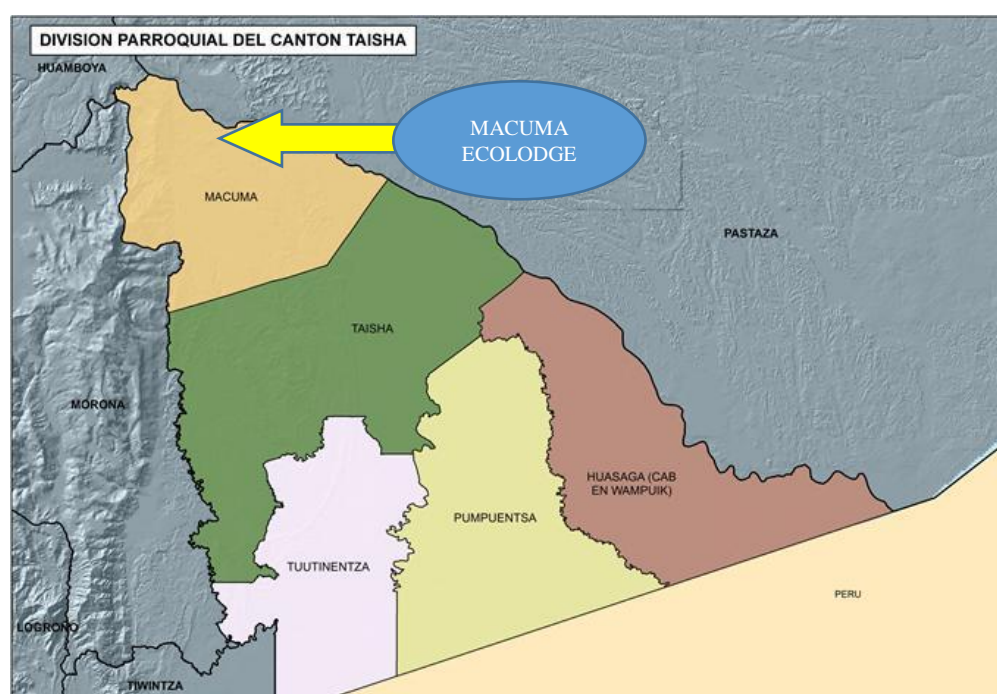 DIVISION PARROQUIAL DEL CANTON TAISHA
HUAMBOYA
MACUMA
ECOLODGE
MACUMA
PASTAZA
TAISHA
MORONA
HUASAGA (CAB
EN WAMPUIK)
PUMPUENTSA
TUUTINENTZA
PERU
LOGROÑO
TIWINTZA